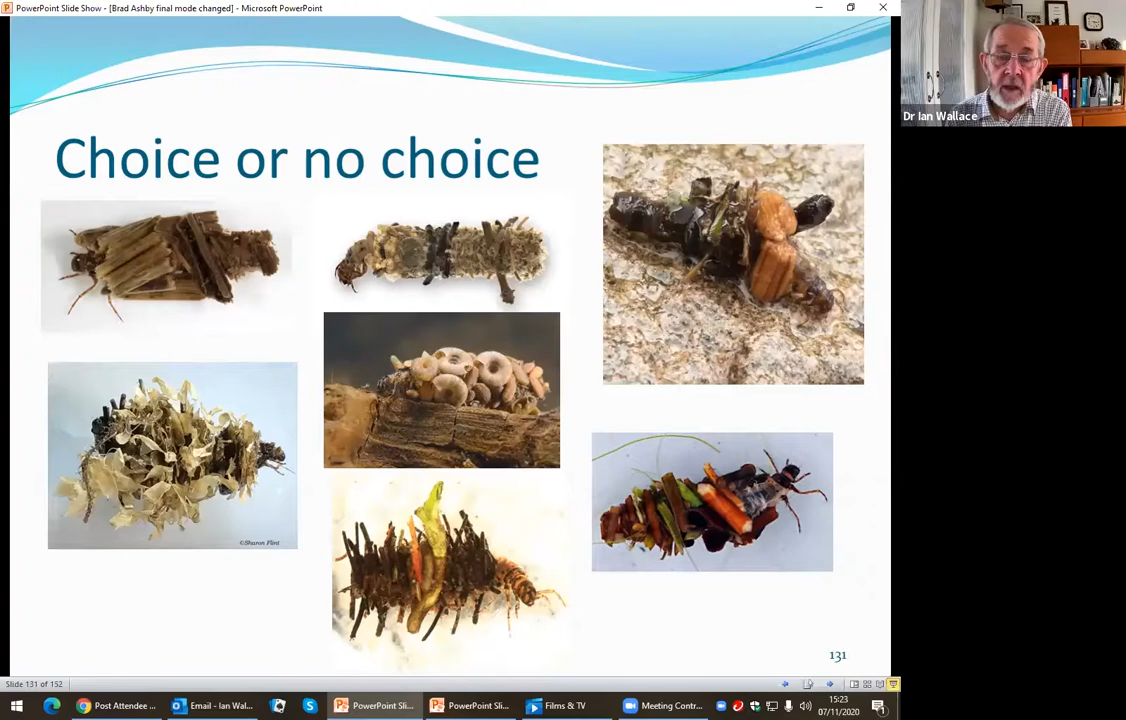 PowerPoint Slide Show - [Brad Ashby final mode changed] - Microsoft PowerPoint
Dr Ian Wallace
Choice or no choice
©Sharon Flint
131
Slide 131 of 152
Post Attendee ...
Email - Ian Wal...
PowerPoint Sli...
PowerPoint Sli...
Films & TV
Meeting Contr...
15:23
07/11/2020
1